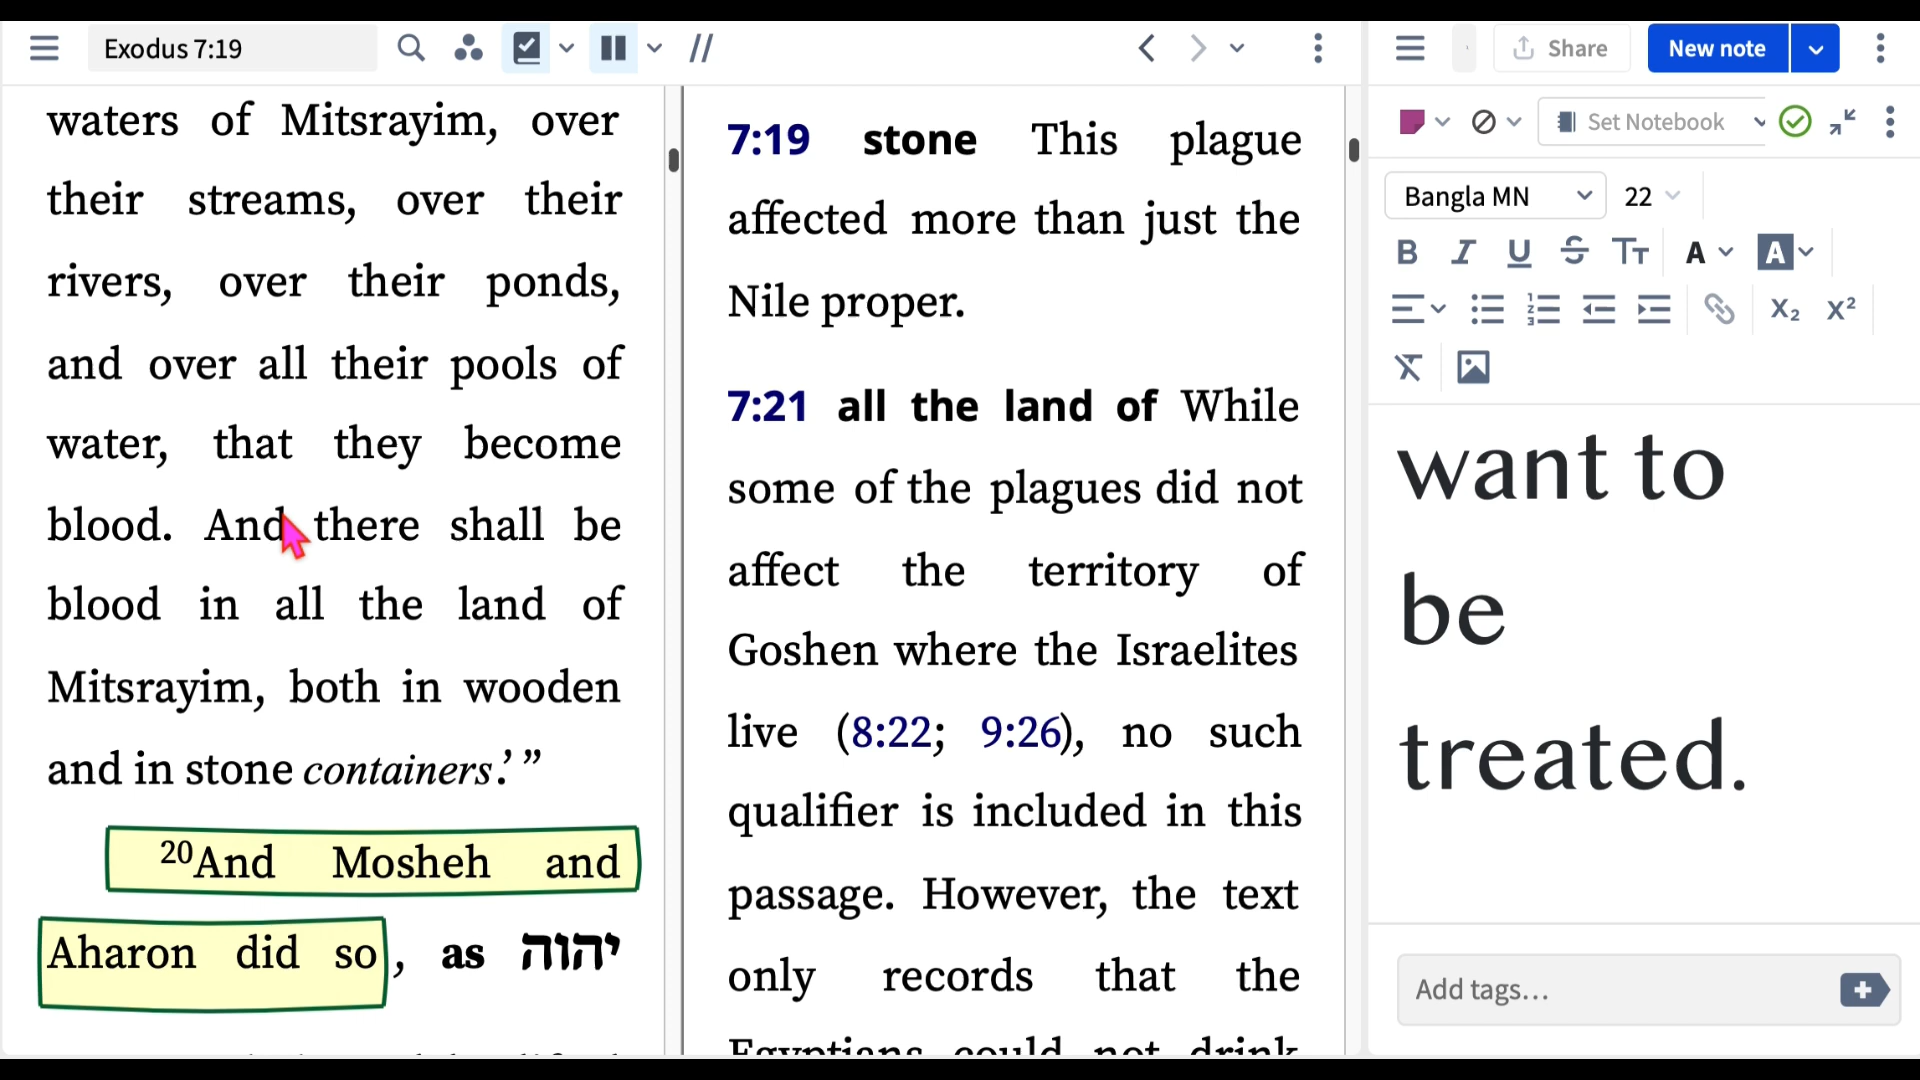 Exodus 7:19
waters of Mitsrayim, over
their streams, over their
rivers, over their ponds,
and over all their pools of
water, that they become
blood. And there shall be
blood in all the land of
Mitsrayim, both in wooden
and in stone containers.’ ”
20And Mosheh and
Aharon did so, as יהוה
7:19 stone This plague
affected more than just the
Nile proper.
7:21 all the land of While
some of the plagues did not
affect the territory of
Goshen where the Israelites
live (8:22; 9:26), no such
qualifier is included in this
passage. However, the text
only records that the
Egyptians could not drink
Share
New note
Set Notebook
Bangla MN 22
want to
be
treated.
Add tags...